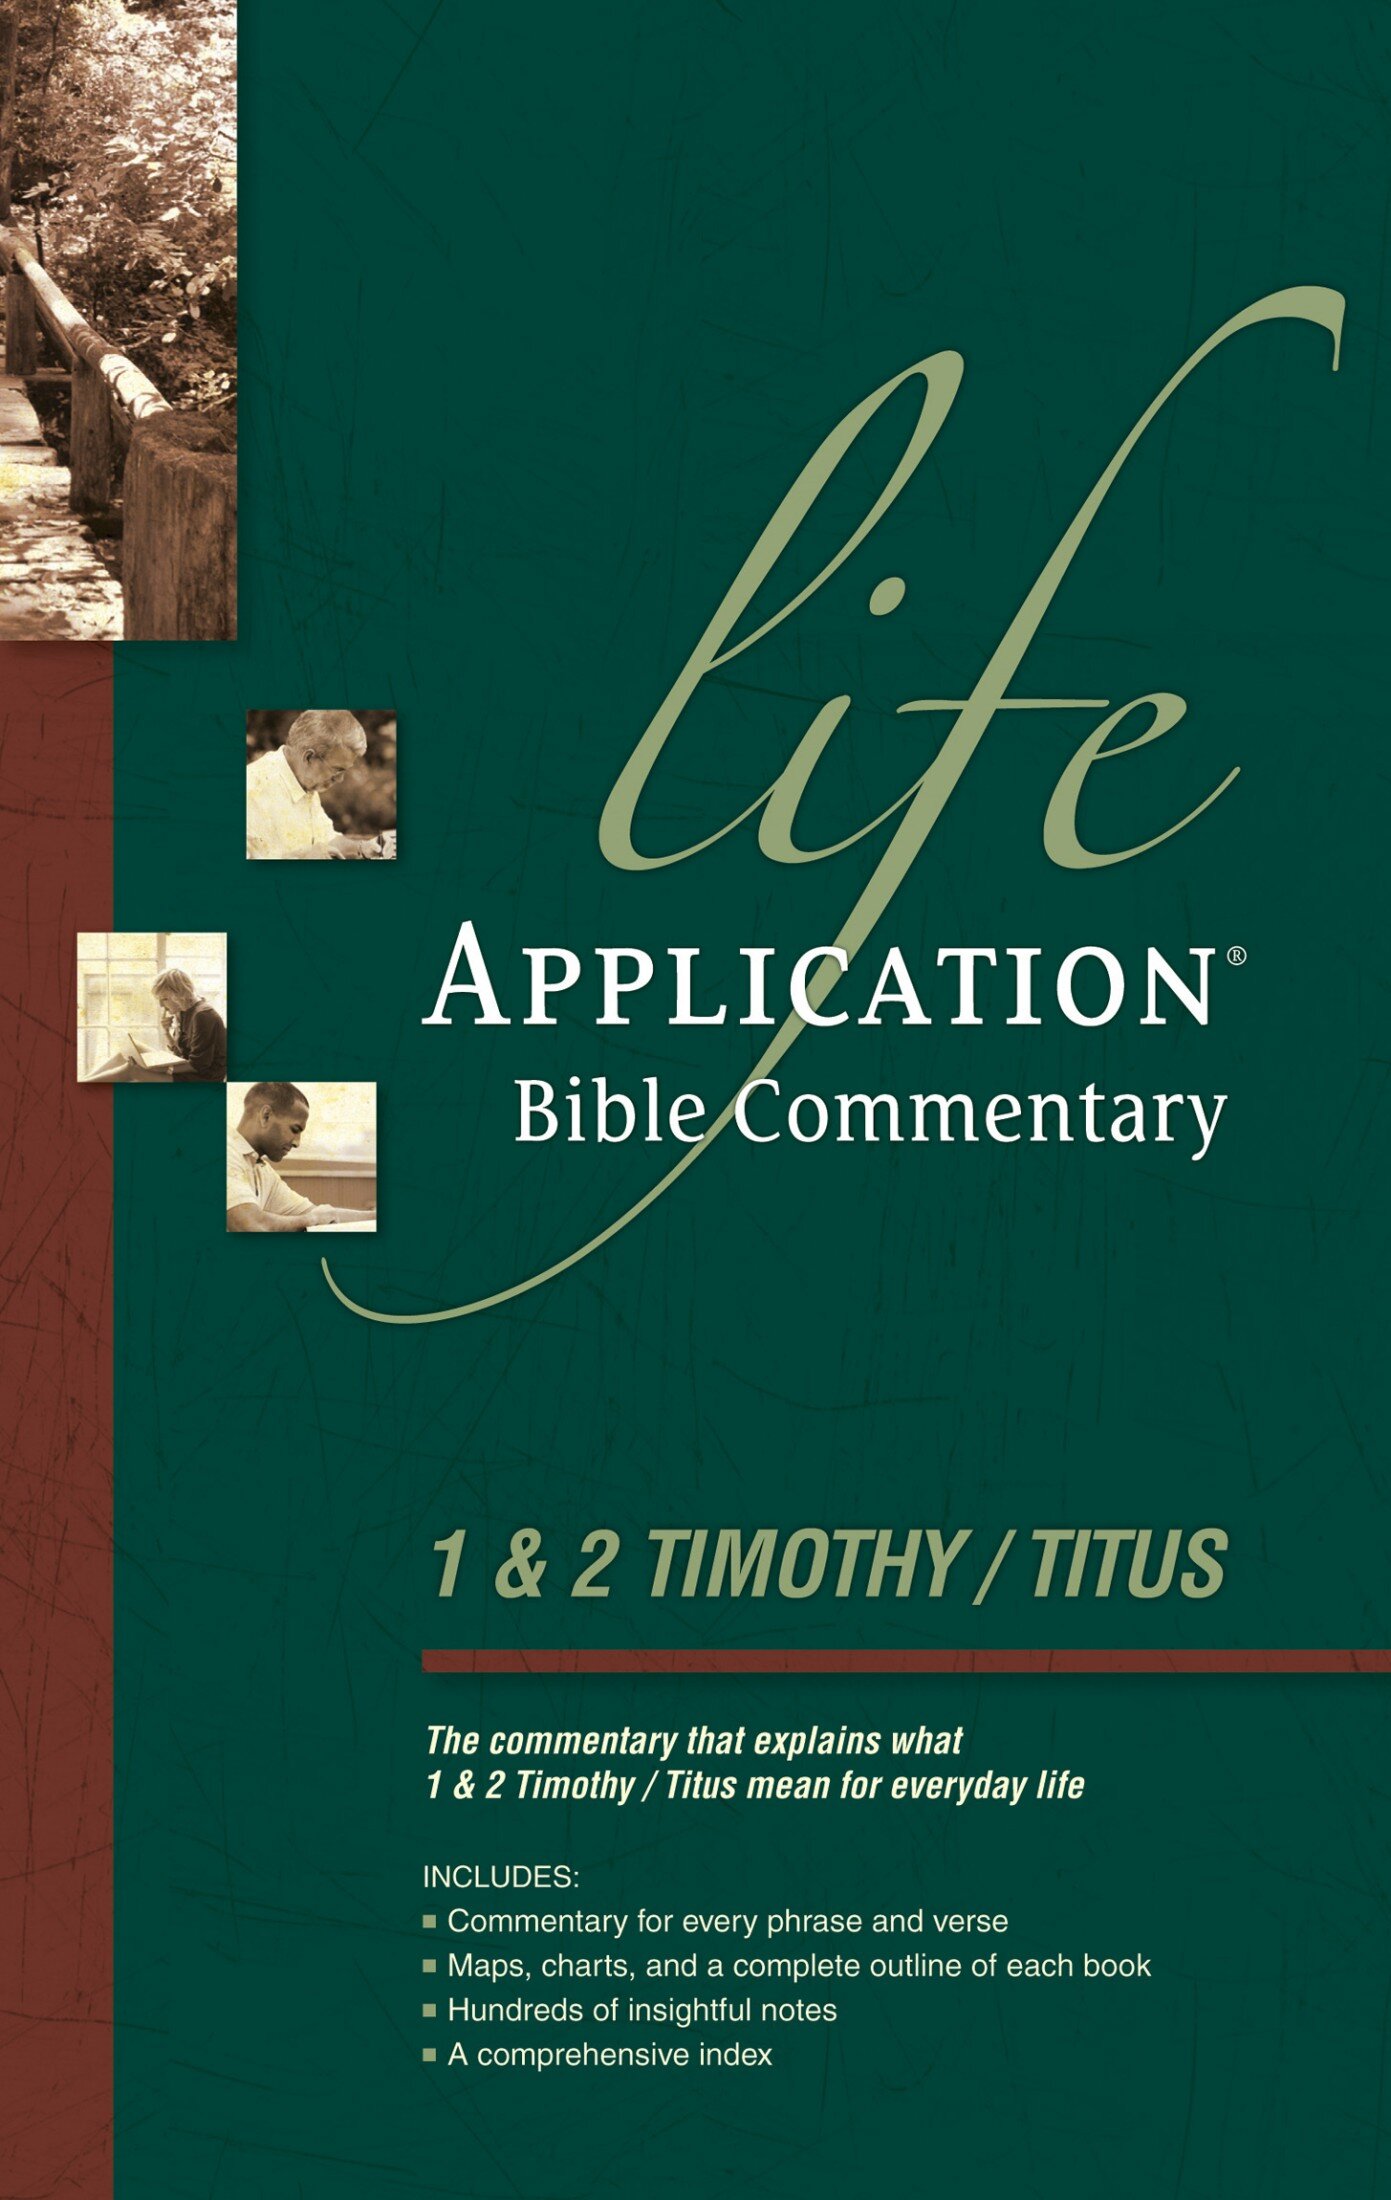 life
APPLICATION®
Bible Commentary
1 & 2 TIMOTHY / TITUS
The commentary that explains what
1 & 2 Timothy / Titus mean for everyday life
INCLUDES:
■ Commentary for every phrase and verse
■ Maps, charts, and a complete outline of each book
■ Hundreds of insightful notes
■ A comprehensive index